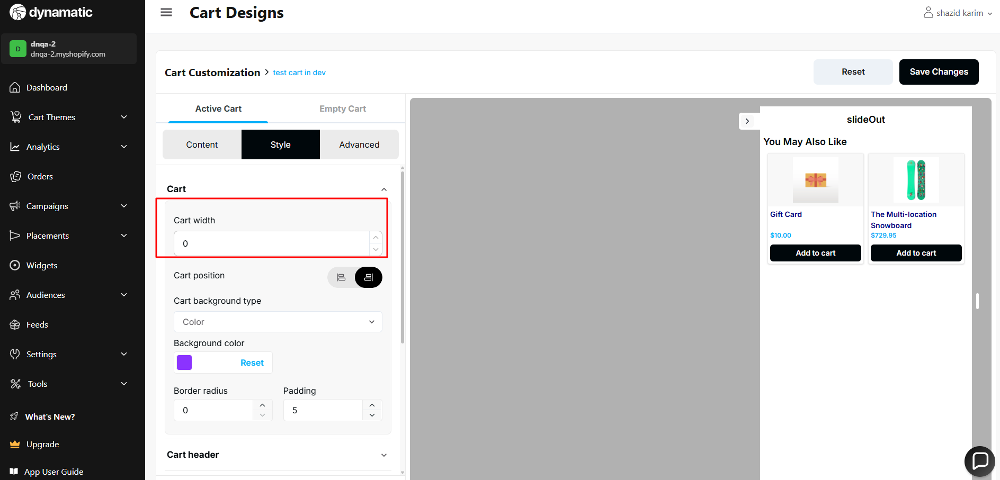 dynamatic
D
dnqa-2
dnqa-2.myshopify.com
Dashboard
Cart Themes
Analytics
Orders
Campaigns
Placements
Widgets
Audiences
Feeds
Settings
Tools
What's New?
Upgrade
App User Guide
Cart Designs
shazid karim
Cart Customization > test cart in dev
Reset
Save Changes
Active Cart
Empty Cart
Content
Style
Advanced
Cart
Cart width
0
Cart position
Cart background type
Color
Background color
Reset
Border radius
Padding
0
5
Cart header
slideOut
You May Also Like
Gift Card
$10.00
Add to cart
The Multi-location
Snowboard
$729.95
Add to cart